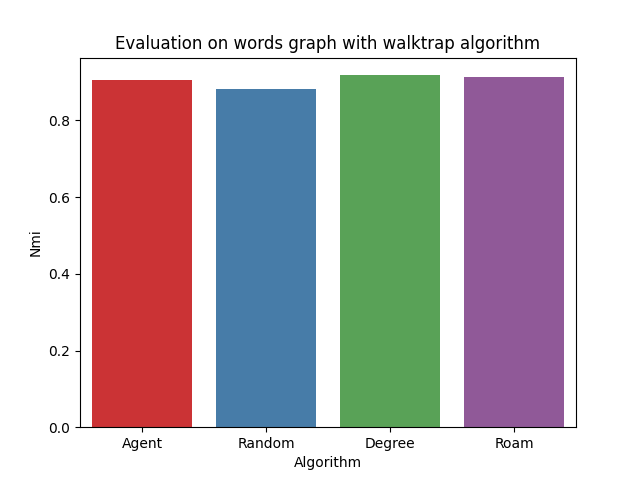 Evaluation on words graph with walktrap algorithm
Nmi
0.8
0.6
0.4
0.2
0.0
Agent Random Degree Roam
Algorithm